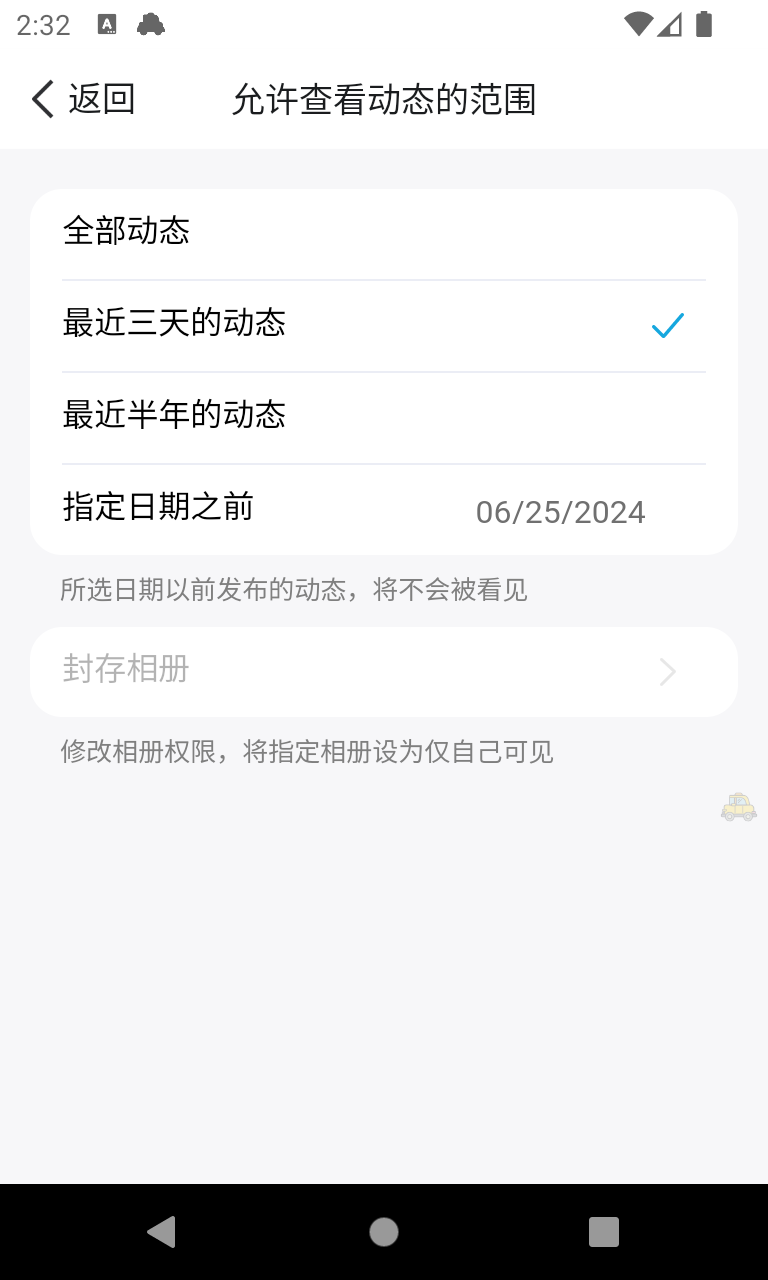 2:32
返回
允许查看动态的范围
全部动态
最近三天的动态
最近半年的动态
指定日期之前 06/25/2024
所选日期以前发布的动态，将不会被看见
封存相册
修改相册权限，将指定相册设为仅自己可见